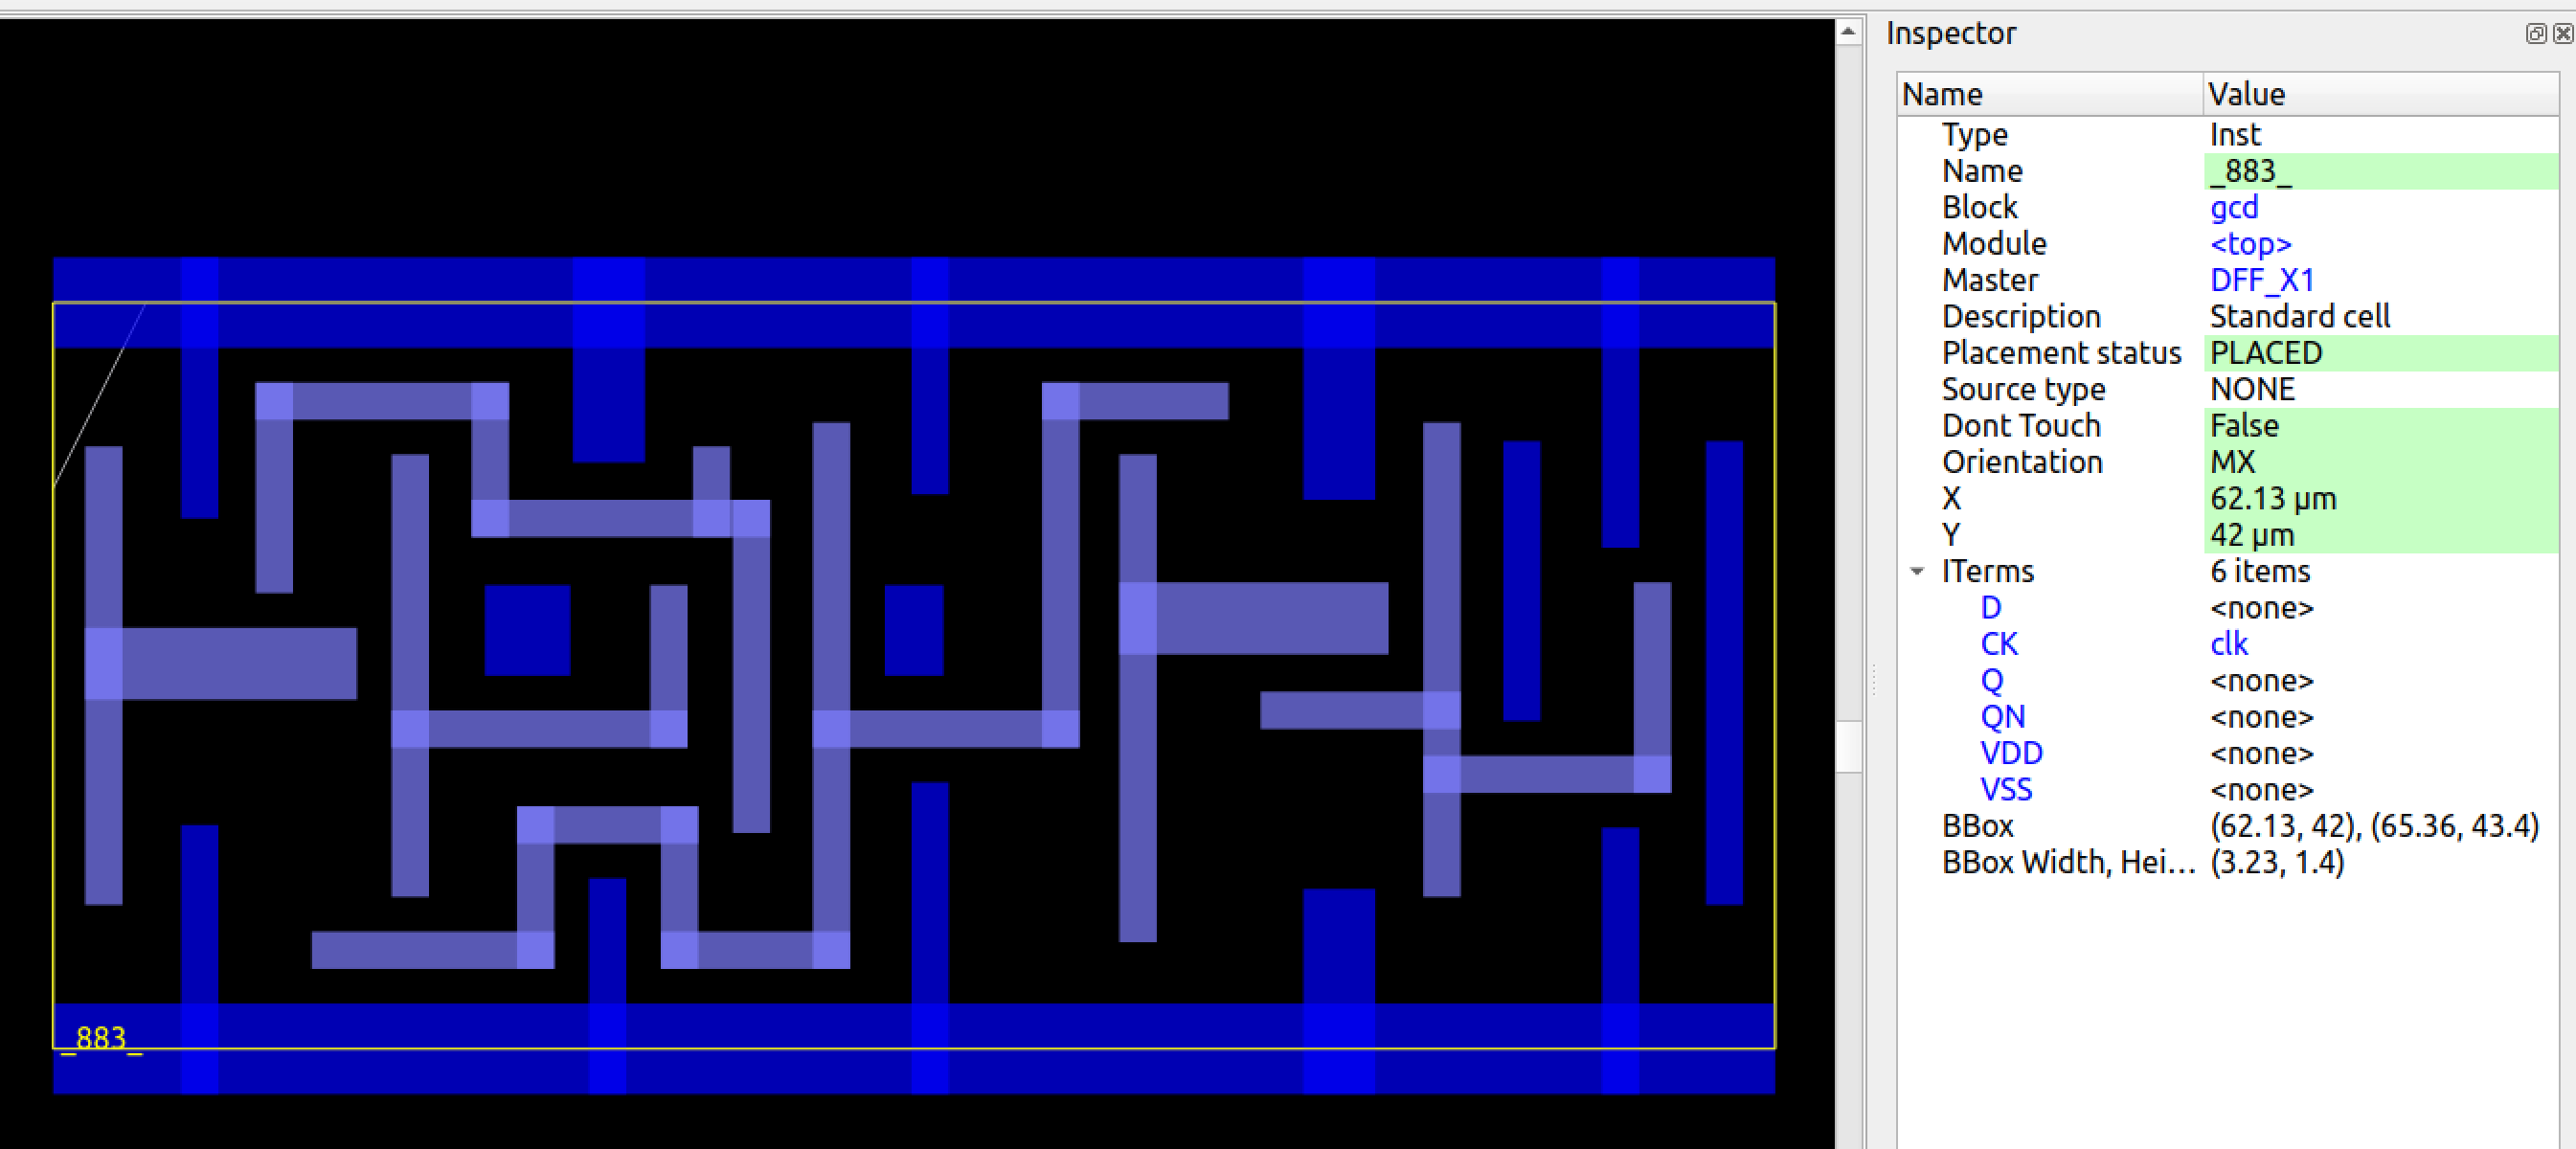 Inspector
Name Value
Type Inst
Name _883_
Block gcd
Module <top>
Master DFF_X1
Description Standard cell
Placement status PLACED
Source type NONE
Dont Touch False
Orientation MX
X 62.13 µm
Y 42 µm
ITerms 6 items
D <none>
CK clk
Q <none>
QN <none>
VDD <none>
VSS <none>
BBox (62.13, 42), (65.36, 43.4)
BBox Width, Hei... (3.23, 1.4)
_883_